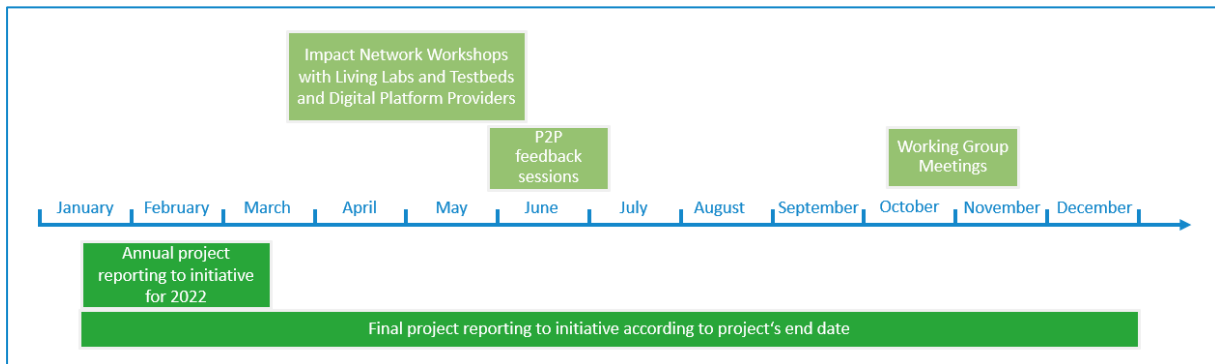 Impact Network Workshops
with Living Labs and Testbeds
and Digital Platform Providers
P2P
feedback
sessions
Working Group
Meetings
January February March April May June July August September October November December
Annual project
reporting to initiative
for 2022
Final project reporting to initiative according to project‘s end date